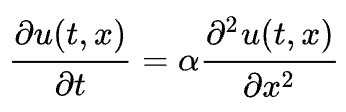 ∂u(t, x)/∂t = α ∂²u(t, x)/∂x²